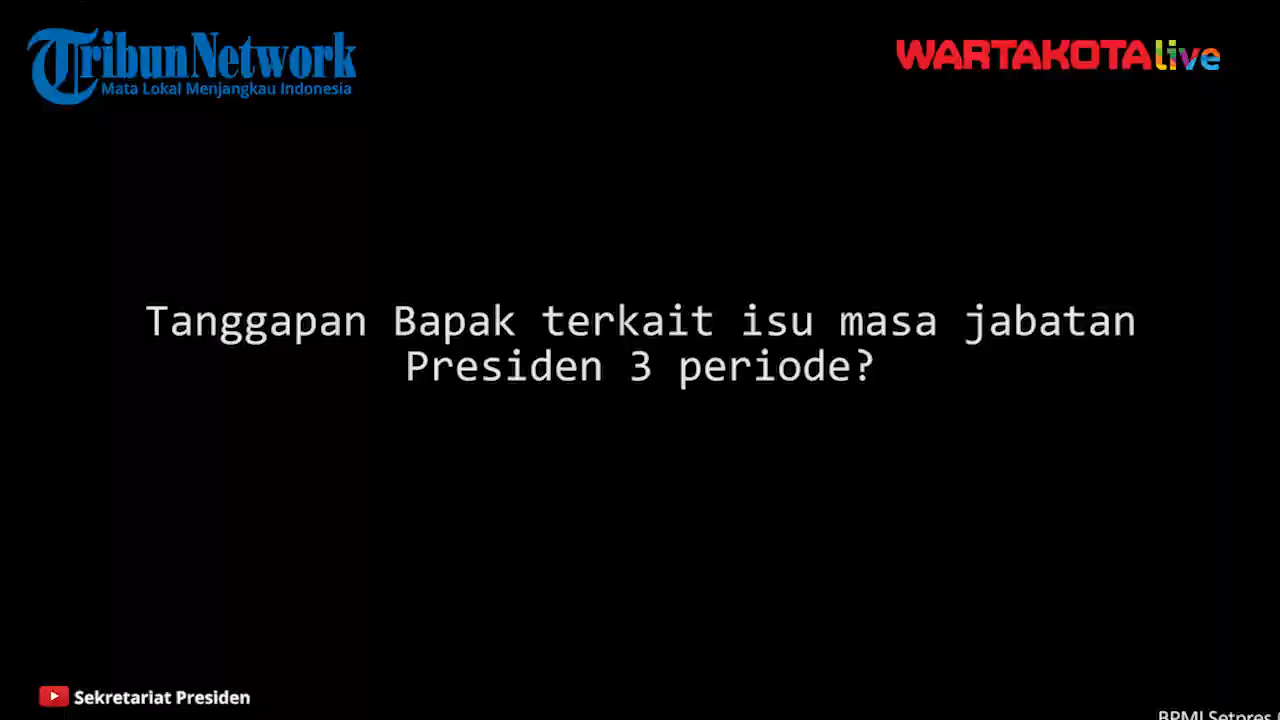 TribunNetwork
Mata Lokal Menjangkau Indonesia
WARTAKOTAlive
Tanggapan Bapak terkait isu masa jabatan
Presiden 3 periode?
Sekretariat Presiden
BPMI Setpres